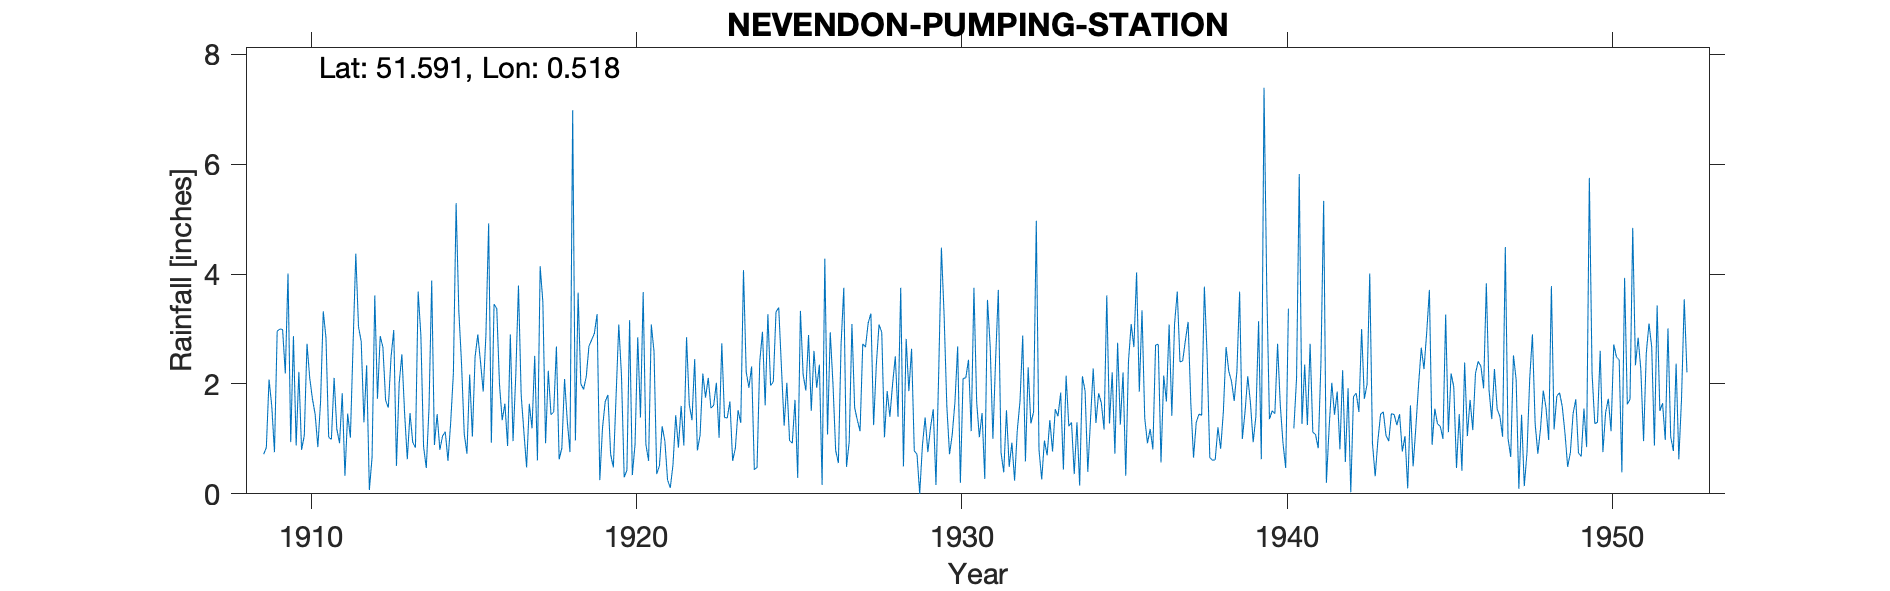 NEVENDON-PUMPING-STATION
Lat: 51.591, Lon: 0.518
8
6
4
2
0
Rainfall [inches]
1910 1920 1930 1940 1950
Year